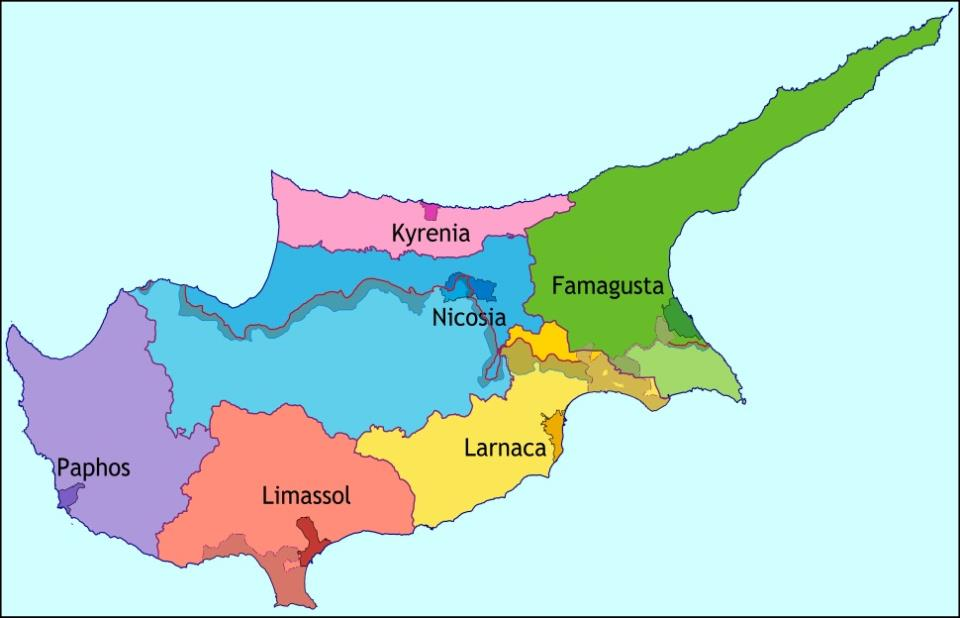 Kyrenia
Famagusta
Nicosia
Larnaca
Paphos
Limassol